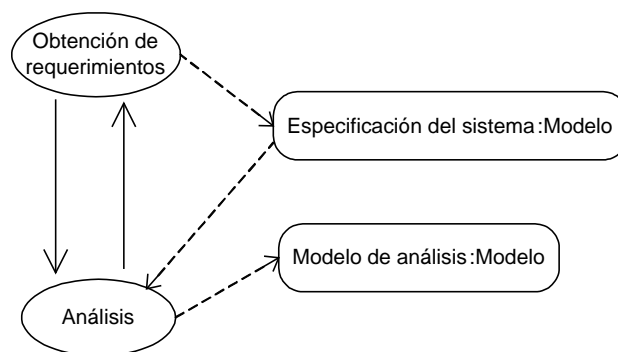 Obtención de
requerimientos
Especificación del sistema:Modelo
Modelo de análisis:Modelo
Análisis